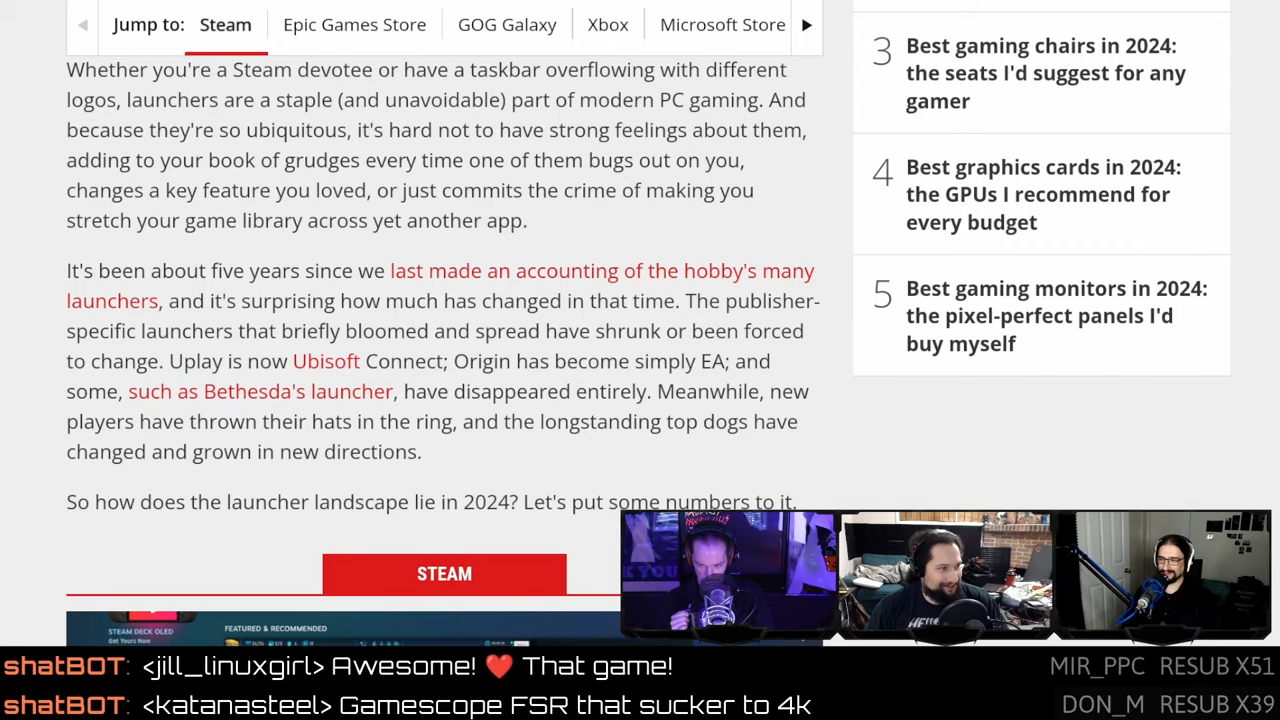 Jump to: Steam Epic Games Store GOG Galaxy Xbox Microsoft Store
Whether you're a Steam devotee or have a taskbar overflowing with different
logos, launchers are a staple (and unavoidable) part of modern PC gaming. And
because they're so ubiquitous, it's hard not to have strong feelings about them,
adding to your book of grudges every time one of them bugs out on you,
changes a key feature you loved, or just commits the crime of making you
stretch your game library across yet another app.
It's been about five years since we last made an accounting of the hobby's many
launchers, and it's surprising how much has changed in that time. The publisher-
specific launchers that briefly bloomed and spread have shrunk or been forced
to change. Uplay is now Ubisoft Connect; Origin has become simply EA; and
some, such as Bethesda's launcher, have disappeared entirely. Meanwhile, new
players have thrown their hats in the ring, and the longstanding top dogs have
changed and grown in new directions.
So how does the launcher landscape lie in 2024? Let's put some numbers to it.
STEAM
STEAM DECK OLED
Get Yours Now
FEATURED & RECOMMENDED
3 Best gaming chairs in 2024:
the seats I'd suggest for any
gamer
4 Best graphics cards in 2024:
the GPUs I recommend for
every budget
5 Best gaming monitors in 2024:
the pixel-perfect panels I'd
buy myself
shatBOT: <jill_linuxgirl> Awesome! ❤ That game!
shatBOT: <katanasteel> Gamescope FSR that sucker to 4k
MIR_PPC RESUB X51
DON_M RESUB X39